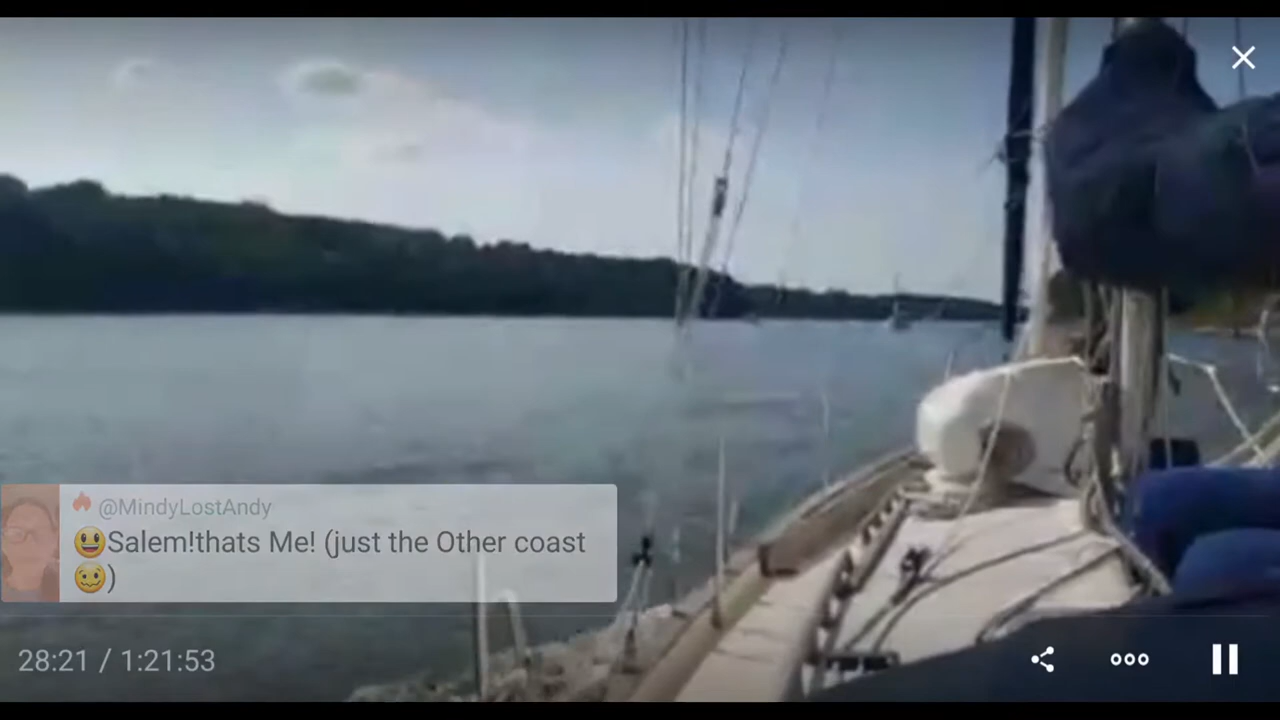 @MindyLostAndy
😃Salem!thats Me! (just the Other coast
🥴)
28:21 / 1:21:53